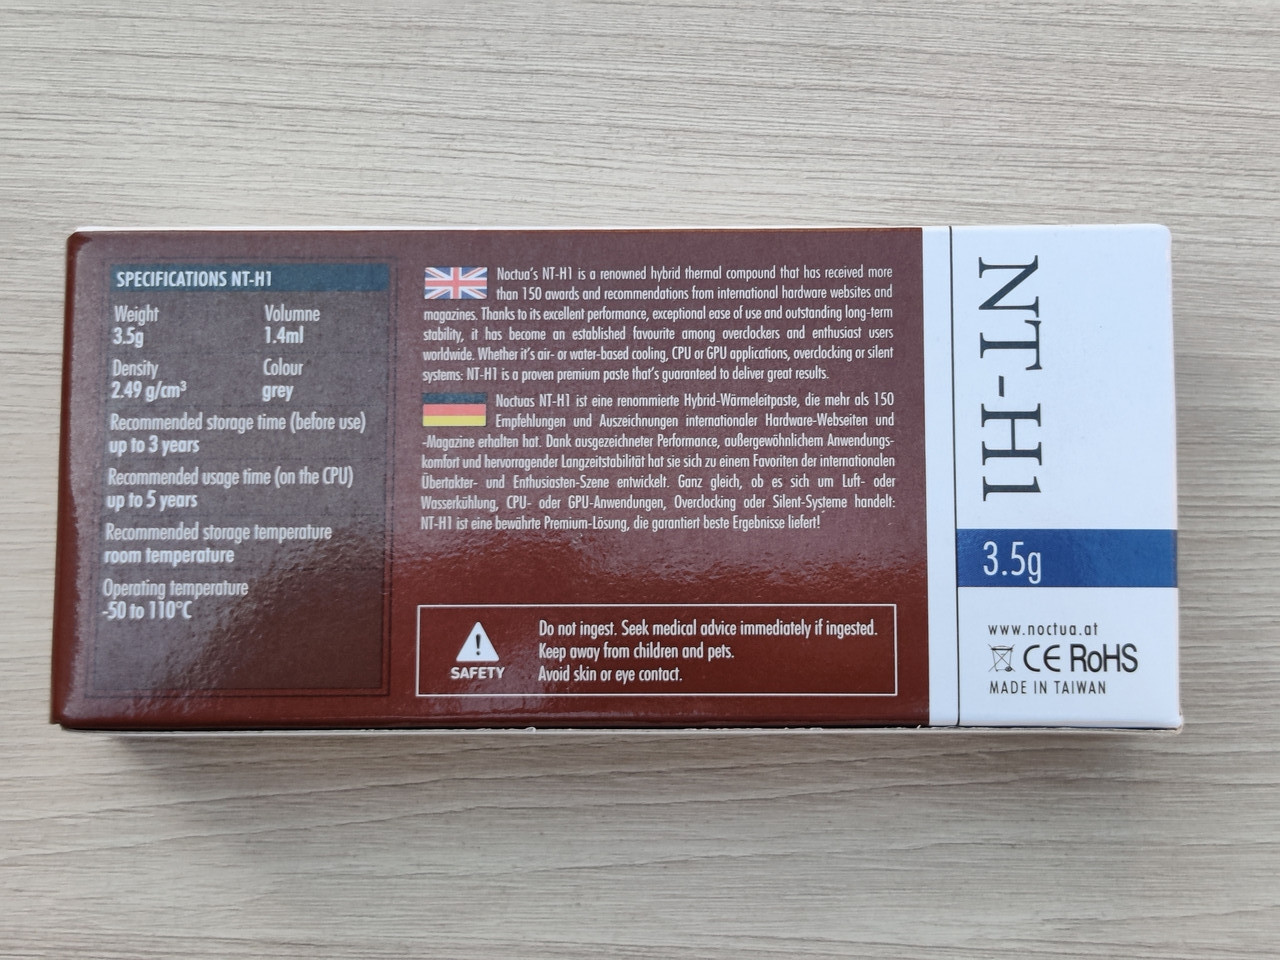 SPECIFICATIONS NT-H1
Weight Volumne
3.5g 1.4ml
Density Colour
2.49 g/cm³ grey
Recommended storage time (before use)
up to 3 years
Recommended usage time (on the CPU)
up to 5 years
Recommended storage temperature
room temperature
Operating temperature
-50 to 110°C
Noctua's NT-H1 is a renowned hybrid thermal compound that has received more
than 150 awards and recommendations from international hardware websites and
magazines. Thanks to its excellent performance, exceptional ease of use and outstanding long-term
stability, it has become an established favourite among overclockers and enthusiast users
worldwide. Whether it's air- or water-based cooling, CPU or GPU applications, overclocking or silent
systems: NT-H1 is a proven premium paste that's guaranteed to deliver great results.
Noctuas NT-H1 ist eine renommierte Hybrid-Wärmeleitpaste, die mehr als 150
Empfehlungen und Auszeichnungen internationaler Hardware-Webseiten und
-Magazine erhalten hat. Dank ausgezeichneter Performance, außergewöhnlichem Anwendungs-
komfort und hervorragender Langzeitstabilität hat sie sich zu einem Favoriten der internationalen
Übertakter- und Enthusiasten-Szene entwickelt. Ganz gleich, ob es sich um Luft- oder
Wasserkühlung, CPU- oder GPU-Anwendungen, Overclocking oder Silent-Systeme handelt:
NT-H1 ist eine bewährte Premium-Lösung, die garantiert beste Ergebnisse liefert!
SAFETY
Do not ingest. Seek medical advice immediately if ingested.
Keep away from children and pets.
Avoid skin or eye contact.
NT-H1
3.5g
www.noctua.at
CE RoHS
MADE IN TAIWAN